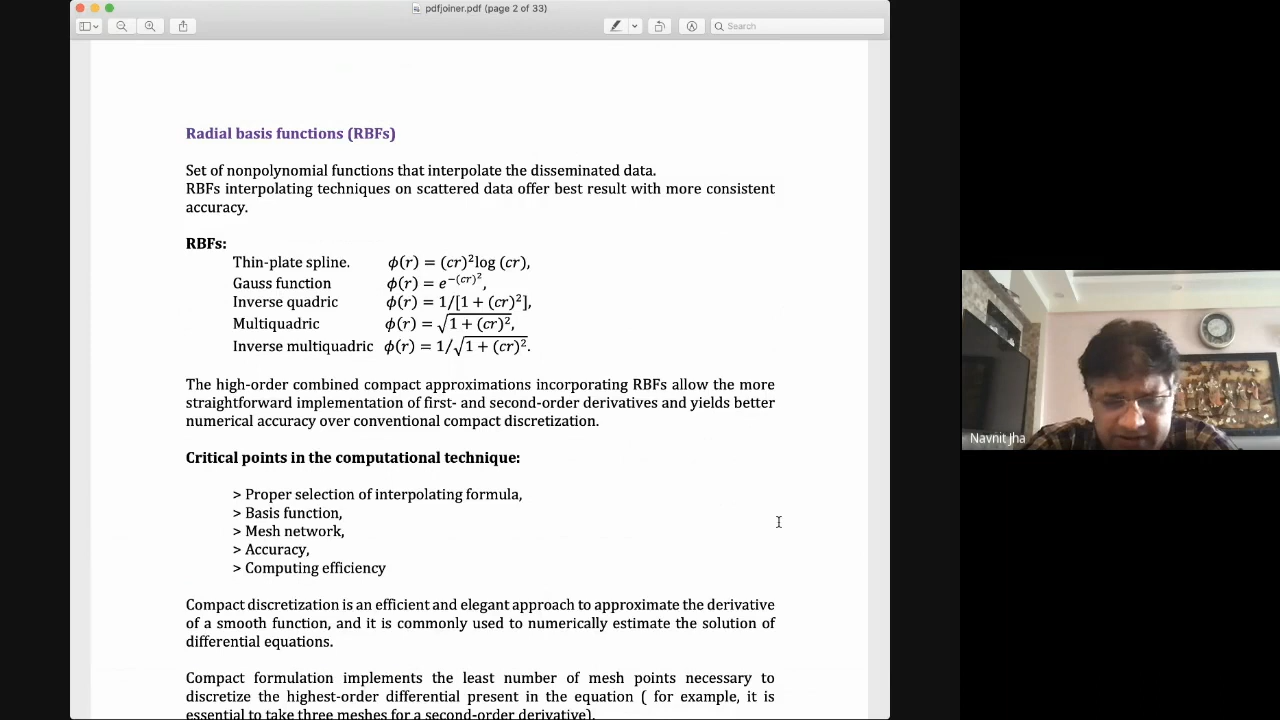 pdfjoiner.pdf (page 2 of 33)
Search
Radial basis functions (RBFs)
Set of nonpolynomial functions that interpolate the disseminated data.
RBFs interpolating techniques on scattered data offer best result with more consistent
accuracy.
RBFs:
Thin-plate spline. ϕ(r) = (cr)²log (cr),
Gauss function ϕ(r) = e^{−(cr)²},
Inverse quadric ϕ(r) = 1/[1 + (cr)²],
Multiquadric ϕ(r) = √(1 + (cr)²),
Inverse multiquadric ϕ(r) = 1/√(1 + (cr)²).
The high-order combined compact approximations incorporating RBFs allow the more
straightforward implementation of first- and second-order derivatives and yields better
numerical accuracy over conventional compact discretization.
Critical points in the computational technique:
> Proper selection of interpolating formula,
> Basis function,
> Mesh network,
> Accuracy,
> Computing efficiency
Compact discretization is an efficient and elegant approach to approximate the derivative
of a smooth function, and it is commonly used to numerically estimate the solution of
differential equations.
Compact formulation implements the least number of mesh points necessary to
discretize the highest-order differential present in the equation ( for example, it is
essential to take three meshes for a second-order derivative).
Navnit Jha